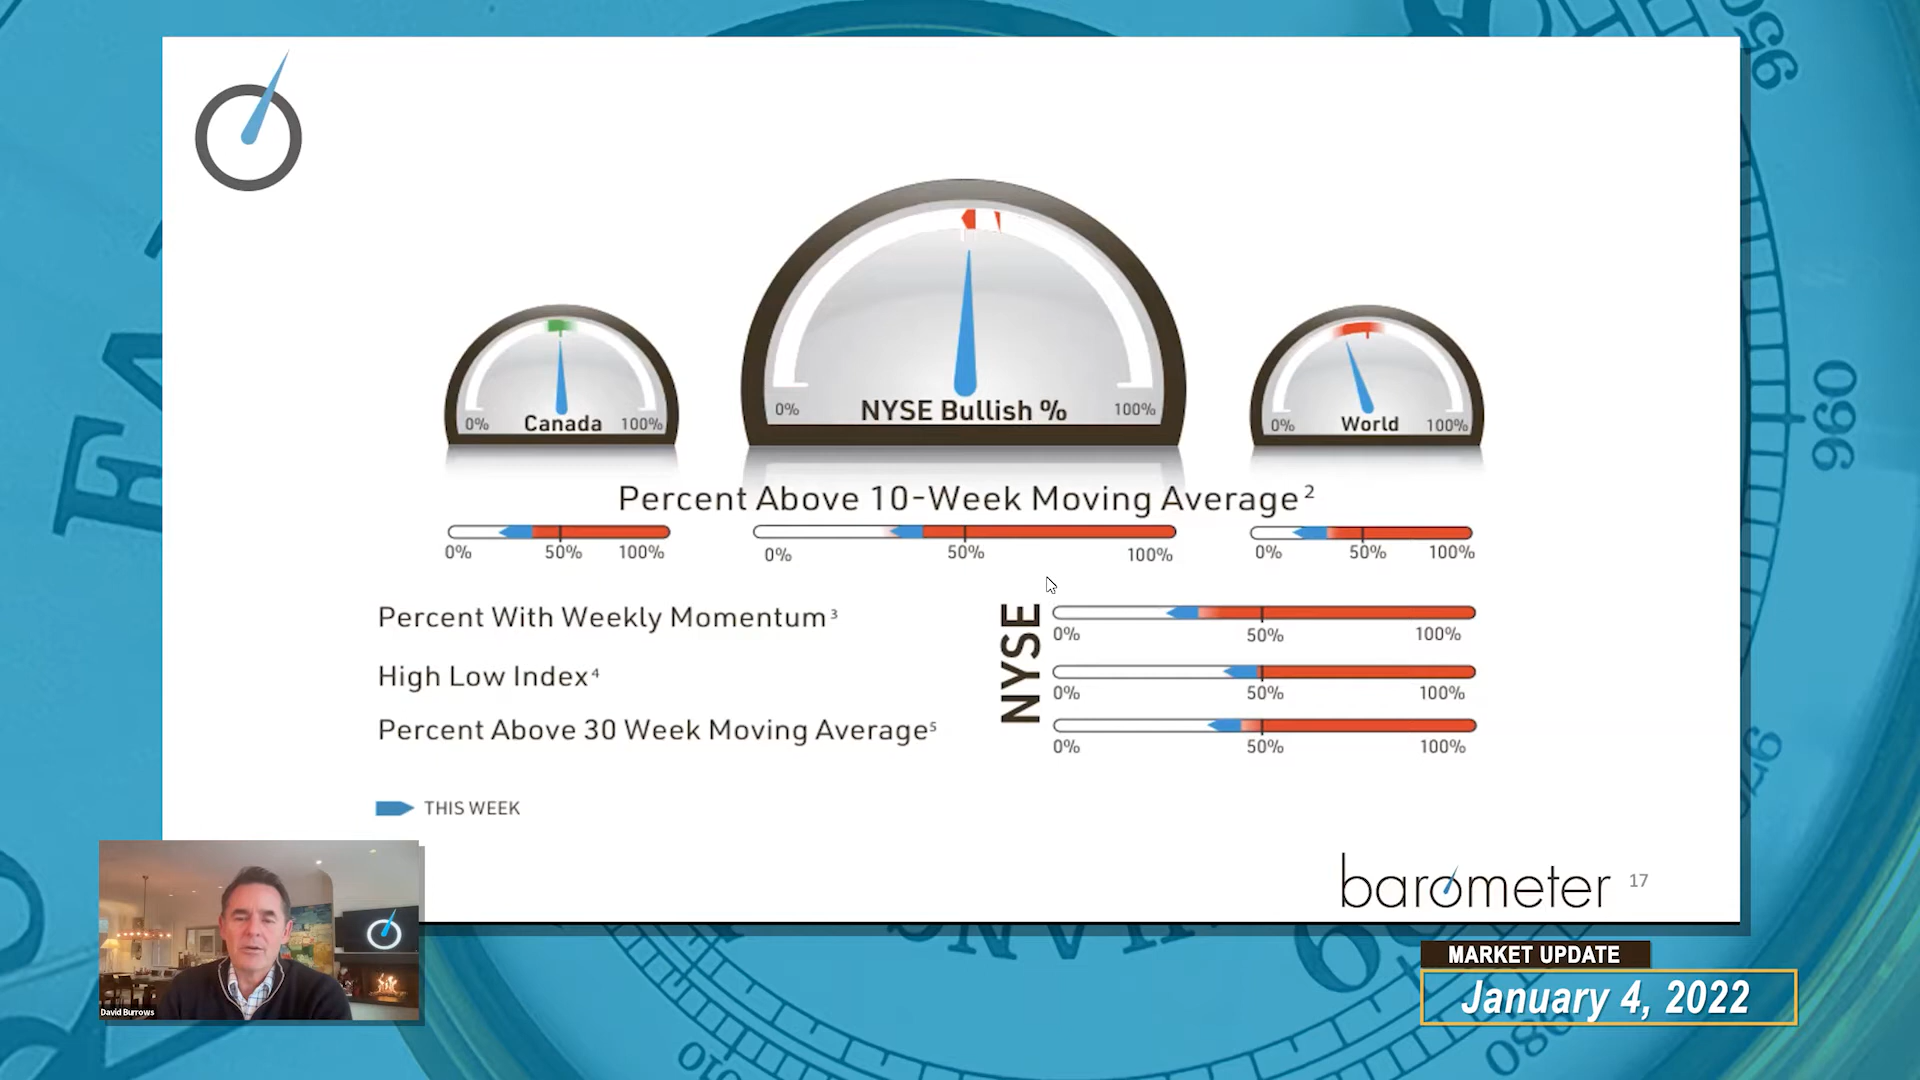 0% Canada 100%
0% NYSE Bullish % 100%
0% World 100%
Percent Above 10-Week Moving Average²
0% 50% 100%
0% 50% 100%
0% 50% 100%
Percent With Weekly Momentum³
NYSE
0% 50% 100%
High Low Index⁴
0% 50% 100%
Percent Above 30 Week Moving Average⁵
0% 50% 100%
THIS WEEK
barometer 17
David Burrows
MARKET UPDATE
January 4, 2022
960